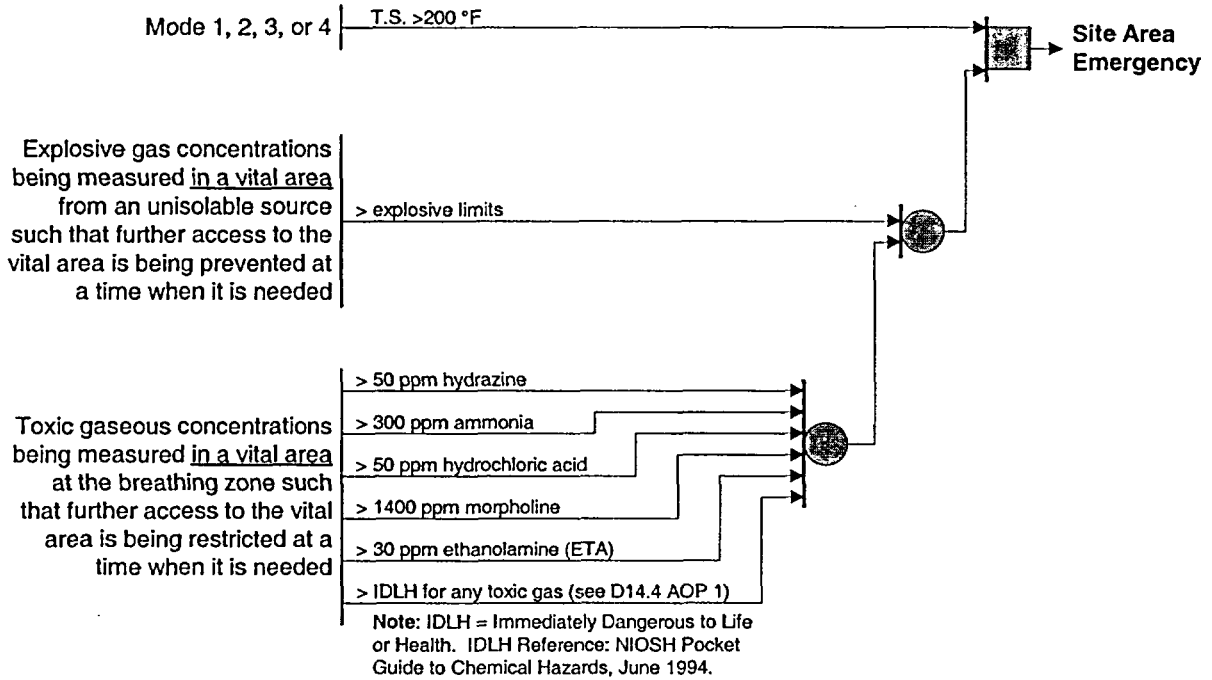 Mode 1, 2, 3, or 4
T.S. >200 °F
Site Area
Emergency
Explosive gas concentrations
being measured in a vital area
from an unisolable source
such that further access to the
vital area is being prevented at
a time when it is needed
> explosive limits
Toxic gaseous concentrations
being measured in a vital area
at the breathing zone such
that further access to the vital
area is being restricted at a
time when it is needed
> 50 ppm hydrazine
> 300 ppm ammonia
> 50 ppm hydrochloric acid
> 1400 ppm morpholine
> 30 ppm ethanolamine (ETA)
> IDLH for any toxic gas (see D14.4 AOP 1)
Note: IDLH = Immediately Dangerous to Life
or Health. IDLH Reference: NIOSH Pocket
Guide to Chemical Hazards, June 1994.